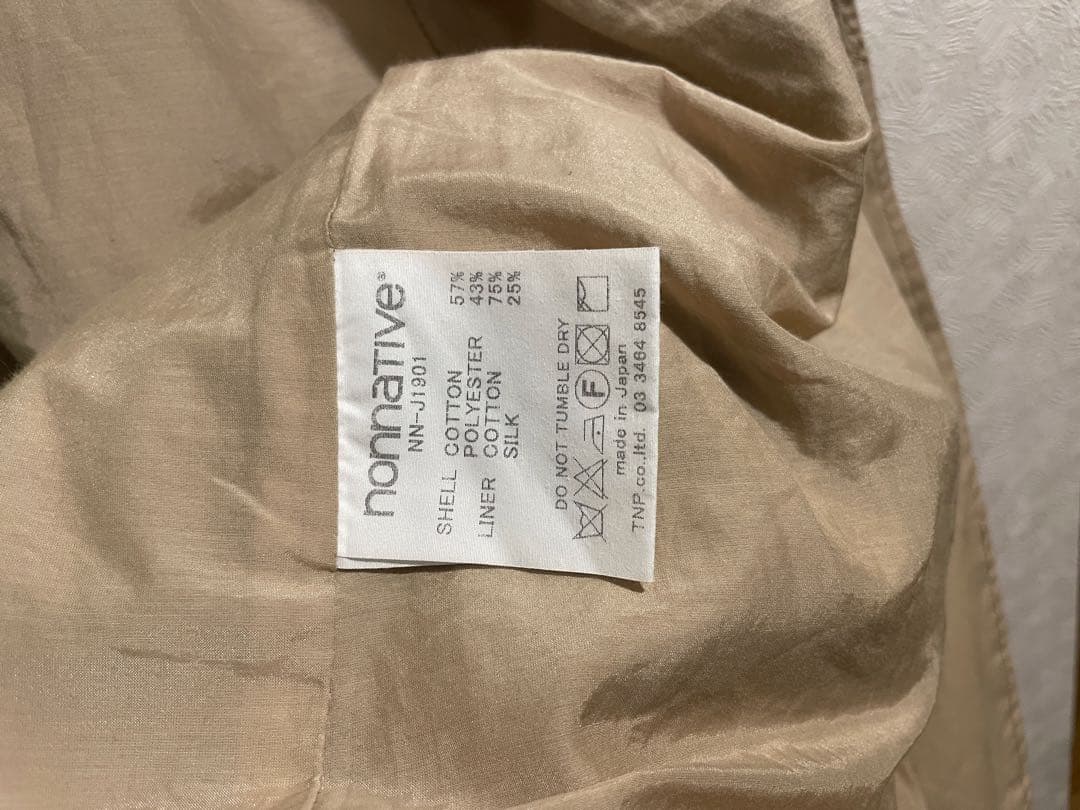 nonnative®
NN-J1901
SHELL COTTON 57%
POLYESTER 43%
LINER COTTON 75%
SILK 25%
DO NOT TUMBLE DRY
F
made in Japan
TNP.co.,ltd. 03 3464 8545